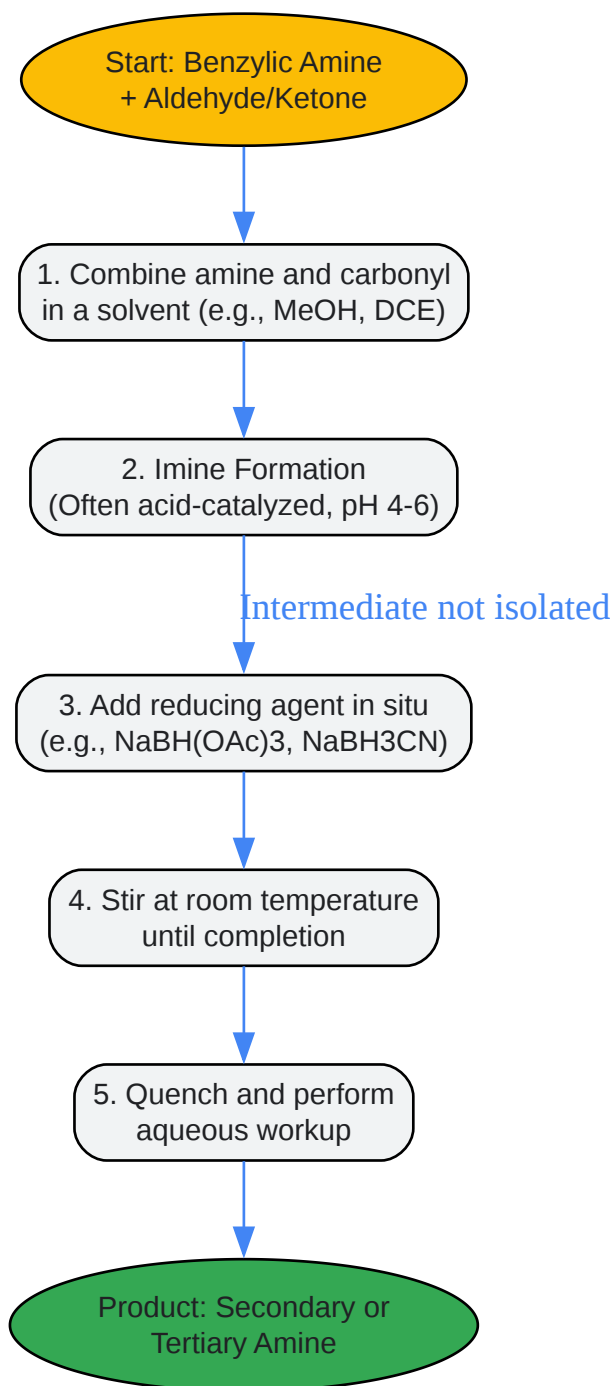 Start: Benzylic Amine
+ Aldehyde/Ketone
1. Combine amine and carbonyl
in a solvent (e.g., MeOH, DCE)
2. Imine Formation
(Often acid-catalyzed, pH 4-6)
Intermediate not isolated
3. Add reducing agent in situ
(e.g., NaBH(OAc)3, NaBH3CN)
4. Stir at room temperature
until completion
5. Quench and perform
aqueous workup
Product: Secondary or
Tertiary Amine